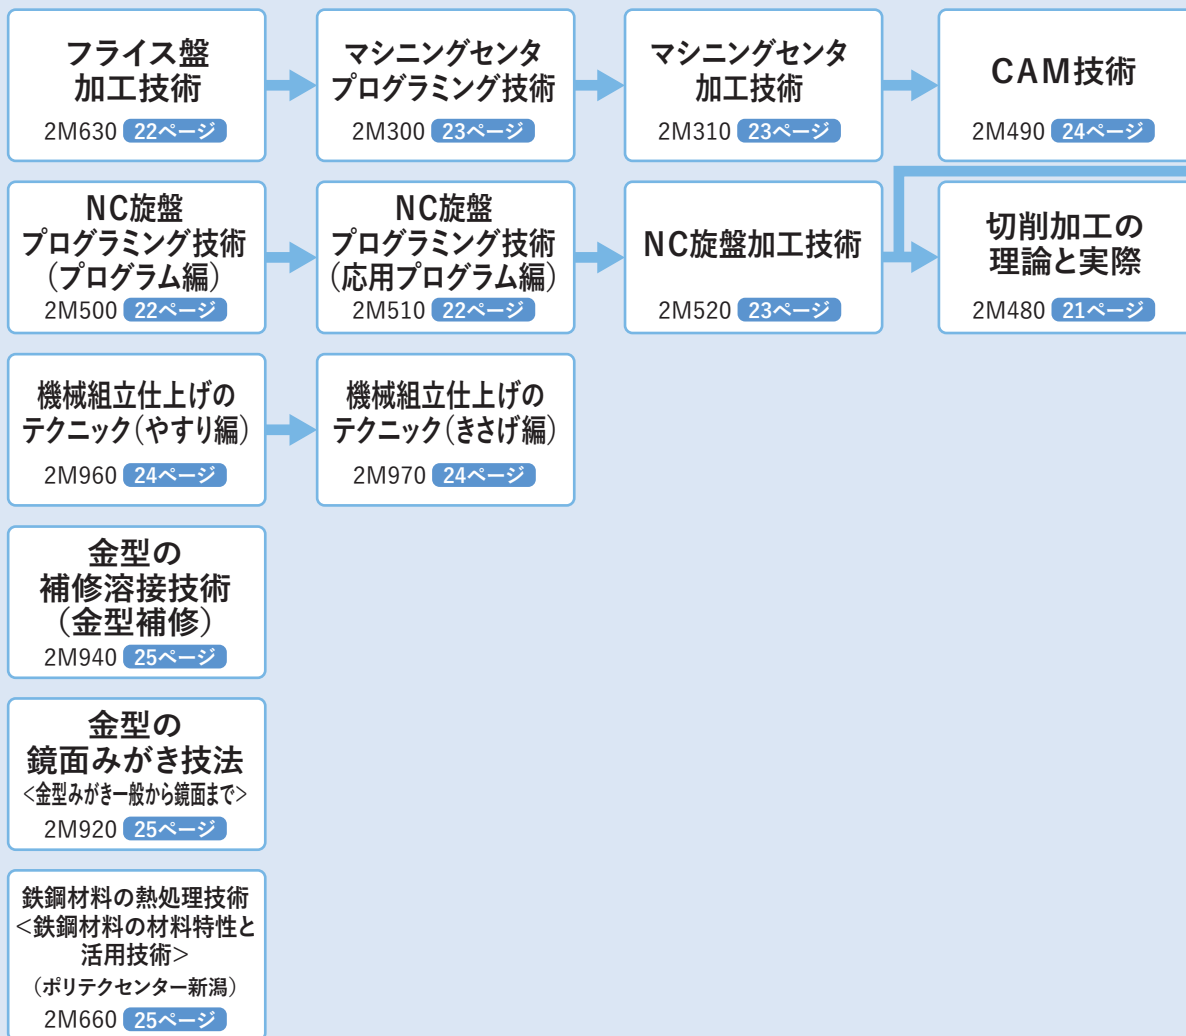 フライス盤
加工技術
2M630 22ページ
マシニングセンタ
プログラミング技術
2M300 23ページ
マシニングセンタ
加工技術
2M310 23ページ
CAM技術
2M490 24ページ
NC旋盤
プログラミング技術
(プログラム編)
2M500 22ページ
NC旋盤
プログラミング技術
(応用プログラム編)
2M510 22ページ
NC旋盤加工技術
2M520 23ページ
切削加工の
理論と実際
2M480 21ページ
機械組立仕上げの
テクニック(やすり編)
2M960 24ページ
機械組立仕上げの
テクニック(きさげ編)
2M970 24ページ
金型の
補修溶接技術
(金型補修)
2M940 25ページ
金型の
鏡面みがき技法
<金型みがき一般から鏡面まで>
2M920 25ページ
鉄鋼材料の熱処理技術
<鉄鋼材料の材料特性と
活用技術>
(ポリテクセンター新潟)
2M660 25ページ